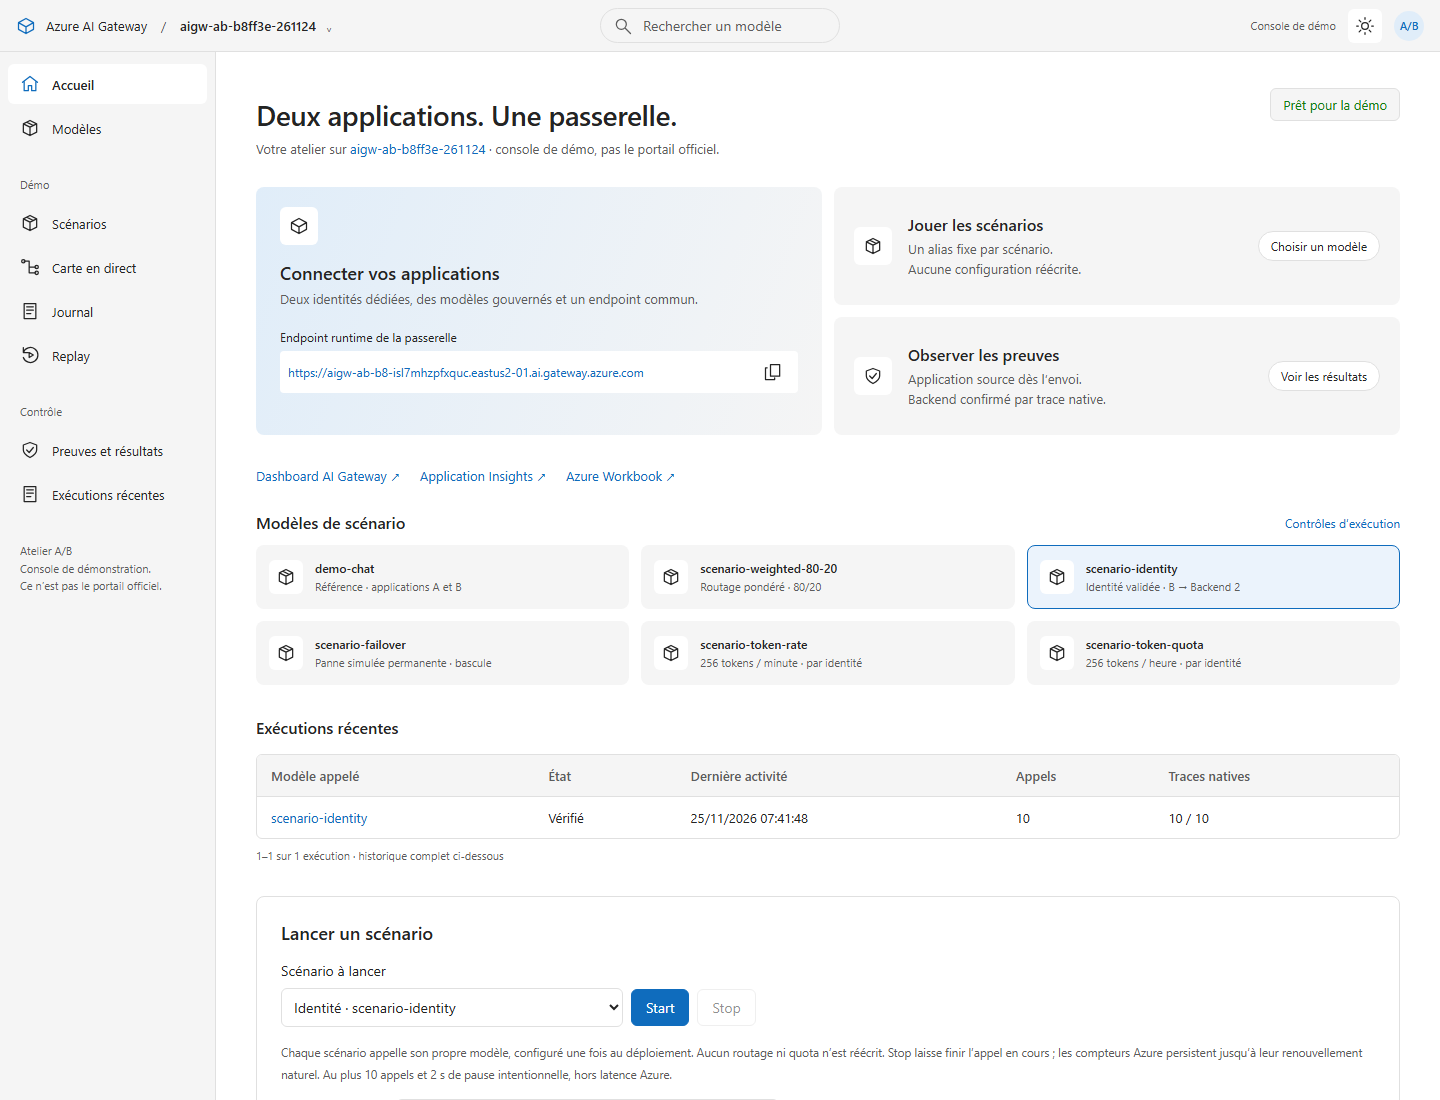 Azure AI Gateway / aigw-ab-b8ff3e-261124
Rechercher un modèle
Console de démo
A/B
Accueil
Modèles
Démo
Scénarios
Carte en direct
Journal
Replay
Contrôle
Preuves et résultats
Exécutions récentes
Atelier A/B
Console de démonstration.
Ce n'est pas le portail officiel.
Deux applications. Une passerelle.
Votre atelier sur aigw-ab-b8ff3e-261124 · console de démo, pas le portail officiel.
Prêt pour la démo
Connecter vos applications
Deux identités dédiées, des modèles gouvernés et un endpoint commun.
Endpoint runtime de la passerelle
https://aigw-ab-b8-isl7mhzpfxquc.eastus2-01.ai.gateway.azure.com
Jouer les scénarios
Un alias fixe par scénario.
Aucune configuration réécrite.
Choisir un modèle
Observer les preuves
Application source dès l'envoi.
Backend confirmé par trace native.
Voir les résultats
Dashboard AI Gateway ↗ Application Insights ↗ Azure Workbook ↗
Modèles de scénario
Contrôles d'exécution
demo-chat
Référence · applications A et B
scenario-weighted-80-20
Routage pondéré · 80/20
scenario-identity
Identité validée · B → Backend 2
scenario-failover
Panne simulée permanente · bascule
scenario-token-rate
256 tokens / minute · par identité
scenario-token-quota
256 tokens / heure · par identité
Exécutions récentes
Modèle appelé État Dernière activité Appels Traces natives
scenario-identity Vérifié 25/11/2026 07:41:48 10 10 / 10
1–1 sur 1 exécution · historique complet ci-dessous
Lancer un scénario
Scénario à lancer
Identité · scenario-identity
Start
Stop
Chaque scénario appelle son propre modèle, configuré une fois au déploiement. Aucun routage ni quota n'est réécrit. Stop laisse finir l'appel en cours ; les compteurs Azure persistent jusqu'à leur renouvellement
naturel. Au plus 10 appels et 2 s de pause intentionnelle, hors latence Azure.